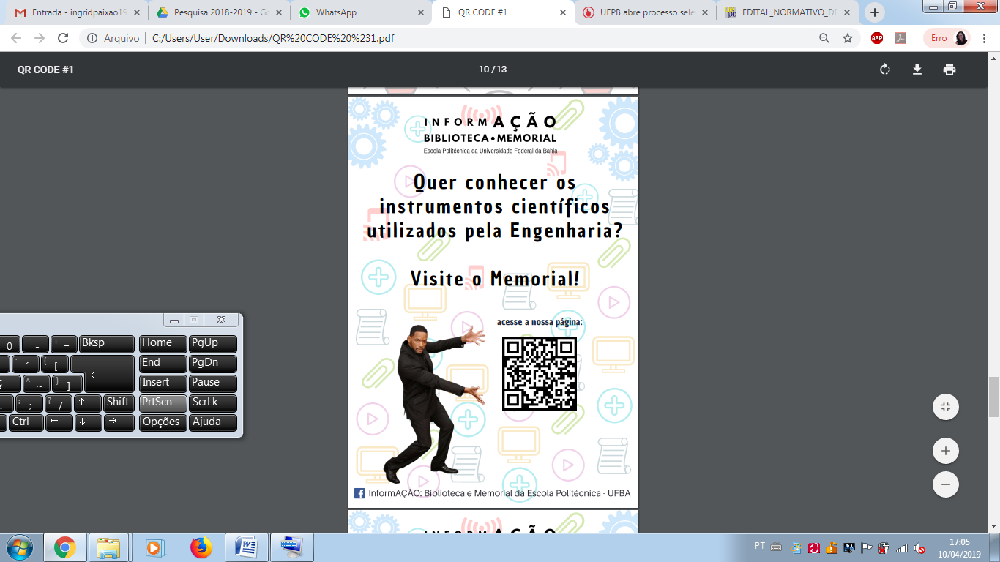 Entrada - ingridpaixao19
Pesquisa 2018-2019 - Go
WhatsApp
QR CODE #1
UEPB abre processo sele
EDITAL_NORMATIVO_DE
Arquivo
C:/Users/User/Downloads/QR%20CODE%20%231.pdf
ABP
Erro
QR CODE #1
10 / 13
INFORMAÇÃO
BIBLIOTECA•MEMORIAL
Escola Politécnica da Universidade Federal da Bahia
Quer conhecer os
instrumentos científicos
utilizados pela Engenharia?
Visite o Memorial!
acesse a nossa página:
InformAÇÃO: Biblioteca e Memorial da Escola Politécnica - UFBA
INFORMAÇÃO
0 _ - + = Bksp Home PgUp
` ´ { [ End PgDn
Ç ^ ~ } ] Insert Pause
. : ; ? / ↑ Shift PrtScn ScrLk
Ctrl ← ↓ → Opções Ajuda
PT
17:05
10/04/2019